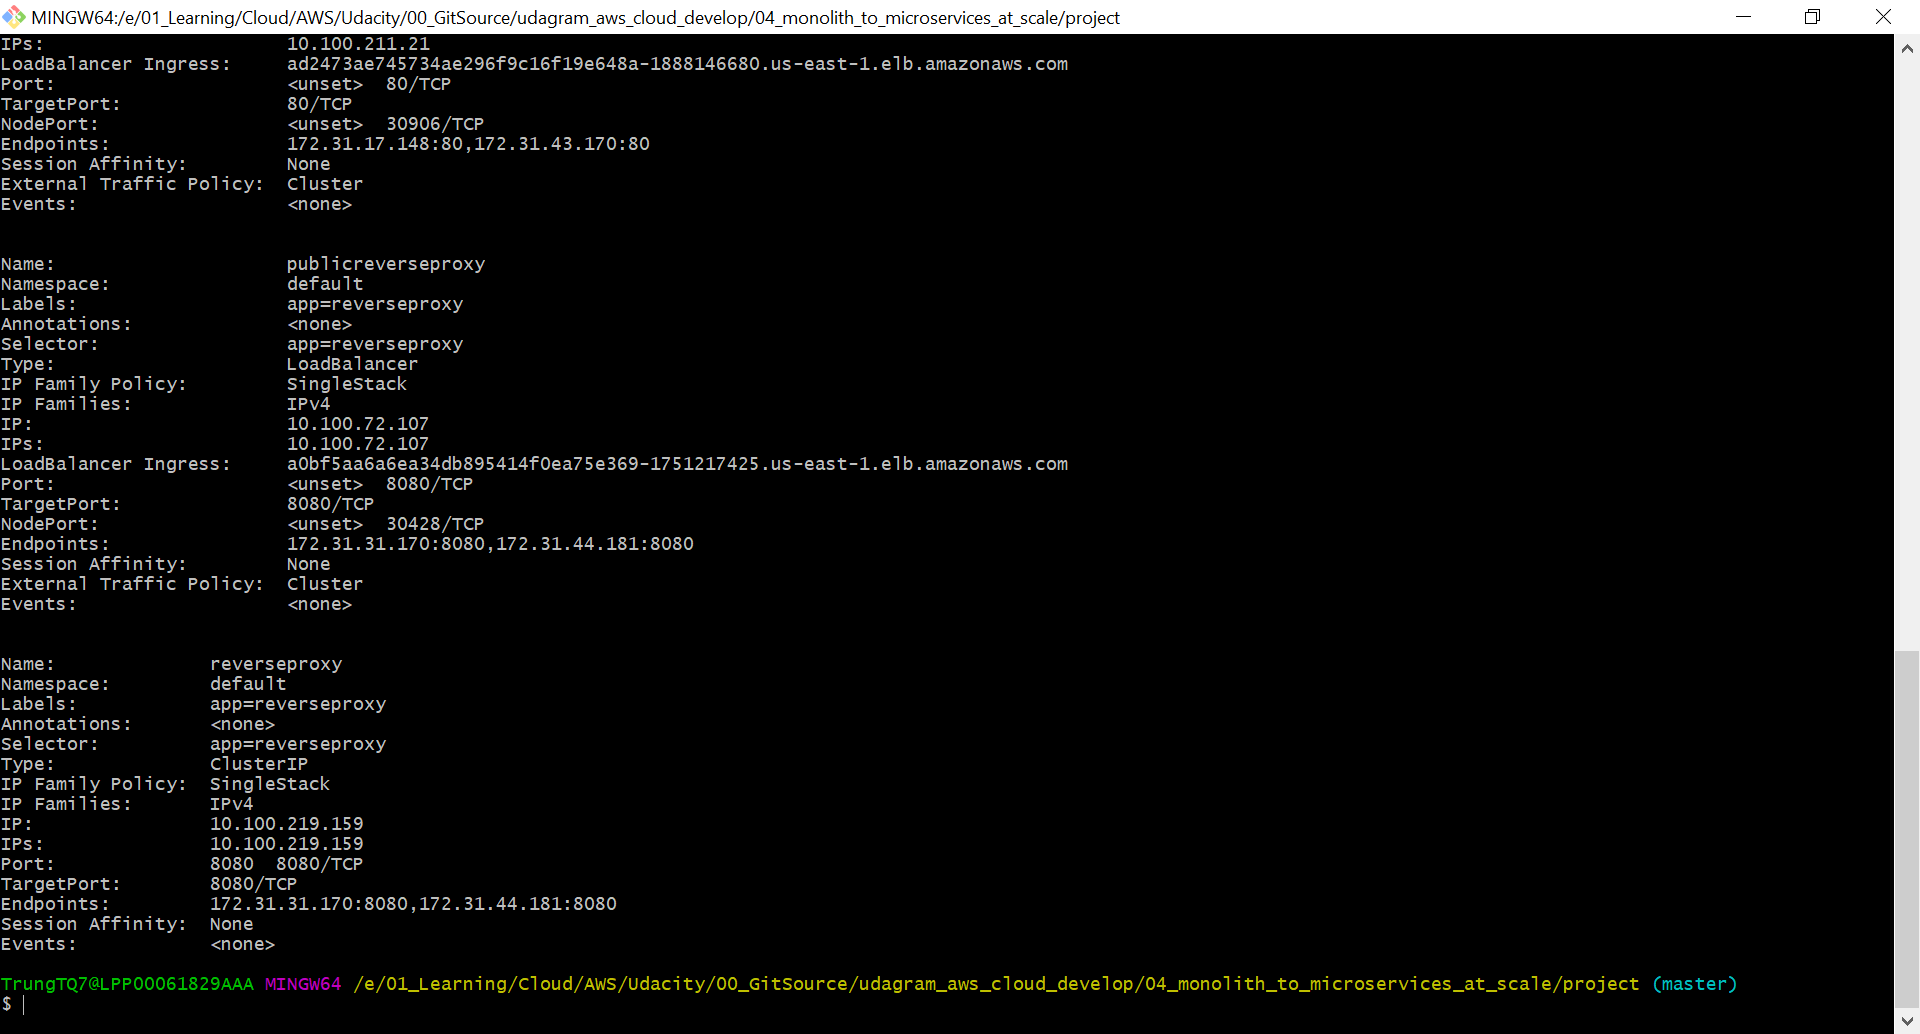 MINGW64:/e/01_Learning/Cloud/AWS/Udacity/00_GitSource/udagram_aws_cloud_develop/04_monolith_to_microservices_at_scale/project
IPs: 10.100.211.21
LoadBalancer Ingress: ad2473ae745734ae296f9c16f19e648a-1888146680.us-east-1.elb.amazonaws.com
Port: <unset> 80/TCP
TargetPort: 80/TCP
NodePort: <unset> 30906/TCP
Endpoints: 172.31.17.148:80,172.31.43.170:80
Session Affinity: None
External Traffic Policy: Cluster
Events: <none>
Name: publicreverseproxy
Namespace: default
Labels: app=reverseproxy
Annotations: <none>
Selector: app=reverseproxy
Type: LoadBalancer
IP Family Policy: SingleStack
IP Families: IPv4
IP: 10.100.72.107
IPs: 10.100.72.107
LoadBalancer Ingress: a0bf5aa6a6ea34db895414f0ea75e369-1751217425.us-east-1.elb.amazonaws.com
Port: <unset> 8080/TCP
TargetPort: 8080/TCP
NodePort: <unset> 30428/TCP
Endpoints: 172.31.31.170:8080,172.31.44.181:8080
Session Affinity: None
External Traffic Policy: Cluster
Events: <none>
Name: reverseproxy
Namespace: default
Labels: app=reverseproxy
Annotations: <none>
Selector: app=reverseproxy
Type: ClusterIP
IP Family Policy: SingleStack
IP Families: IPv4
IP: 10.100.219.159
IPs: 10.100.219.159
Port: 8080 8080/TCP
TargetPort: 8080/TCP
Endpoints: 172.31.31.170:8080,172.31.44.181:8080
Session Affinity: None
Events: <none>
TrungTQ7@LPP00061829AAA MINGW64 /e/01_Learning/Cloud/AWS/Udacity/00_GitSource/udagram_aws_cloud_develop/04_monolith_to_microservices_at_scale/project (master)
$